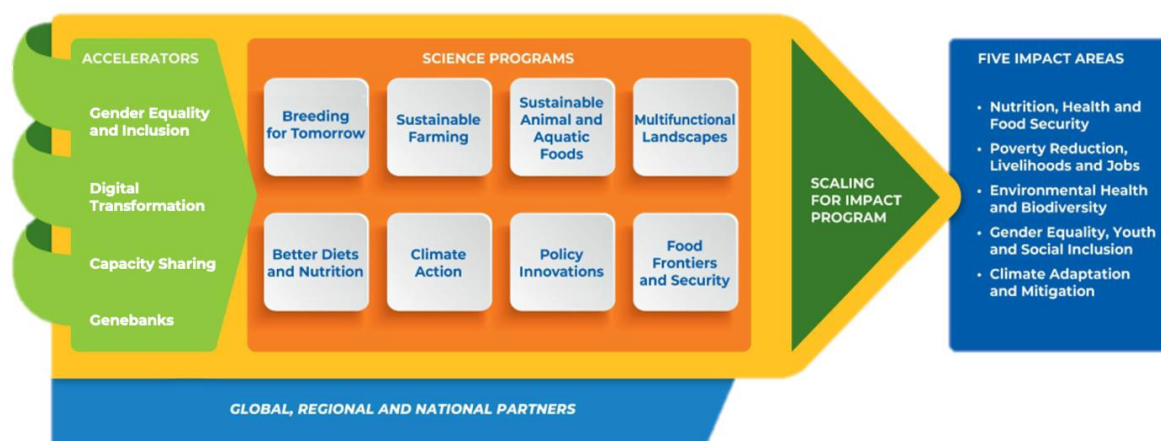 ACCELERATORS
Gender Equality
and Inclusion
Digital
Transformation
Capacity Sharing
Genebanks
SCIENCE PROGRAMS
Breeding
for Tomorrow
Sustainable
Farming
Sustainable
Animal and
Aquatic
Foods
Multifunctional
Landscapes
Better Diets
and Nutrition
Climate
Action
Policy
Innovations
Food
Frontiers
and Security
SCALING
FOR IMPACT
PROGRAM
FIVE IMPACT AREAS
• Nutrition, Health and
Food Security
• Poverty Reduction,
Livelihoods and Jobs
• Environmental Health
and Biodiversity
• Gender Equality, Youth
and Social Inclusion
• Climate Adaptation
and Mitigation
GLOBAL, REGIONAL AND NATIONAL PARTNERS